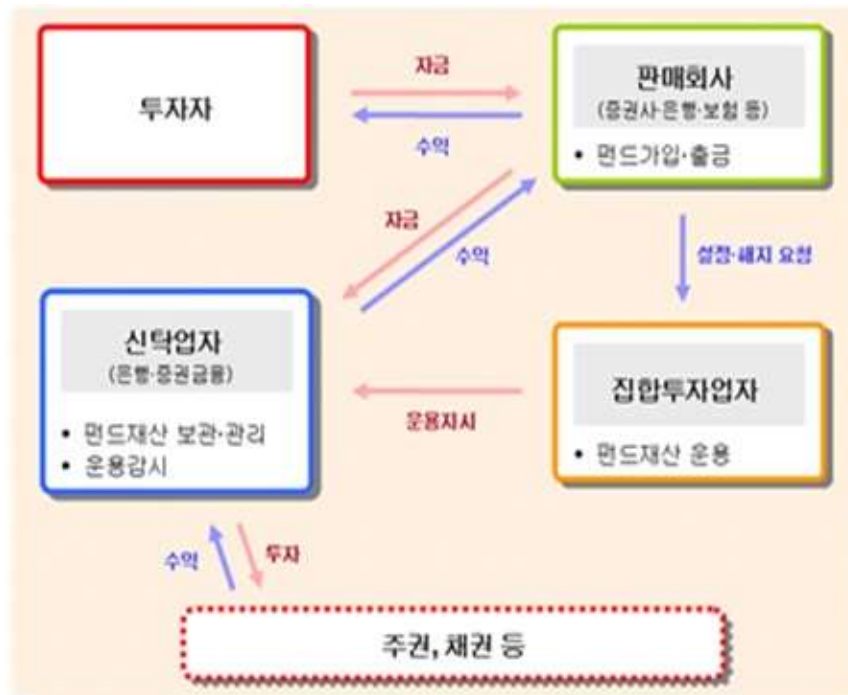 투자자
자금
수익
판매회사
(증권사·은행·보험 등)
• 펀드가입·출금
자금
수익
설정·해지 요청
신탁업자
(은행·증권금융)
• 펀드재산 보관·관리
• 운용감시
운용지시
집합투자업자
• 펀드재산 운용
수익
투자
주권, 채권 등